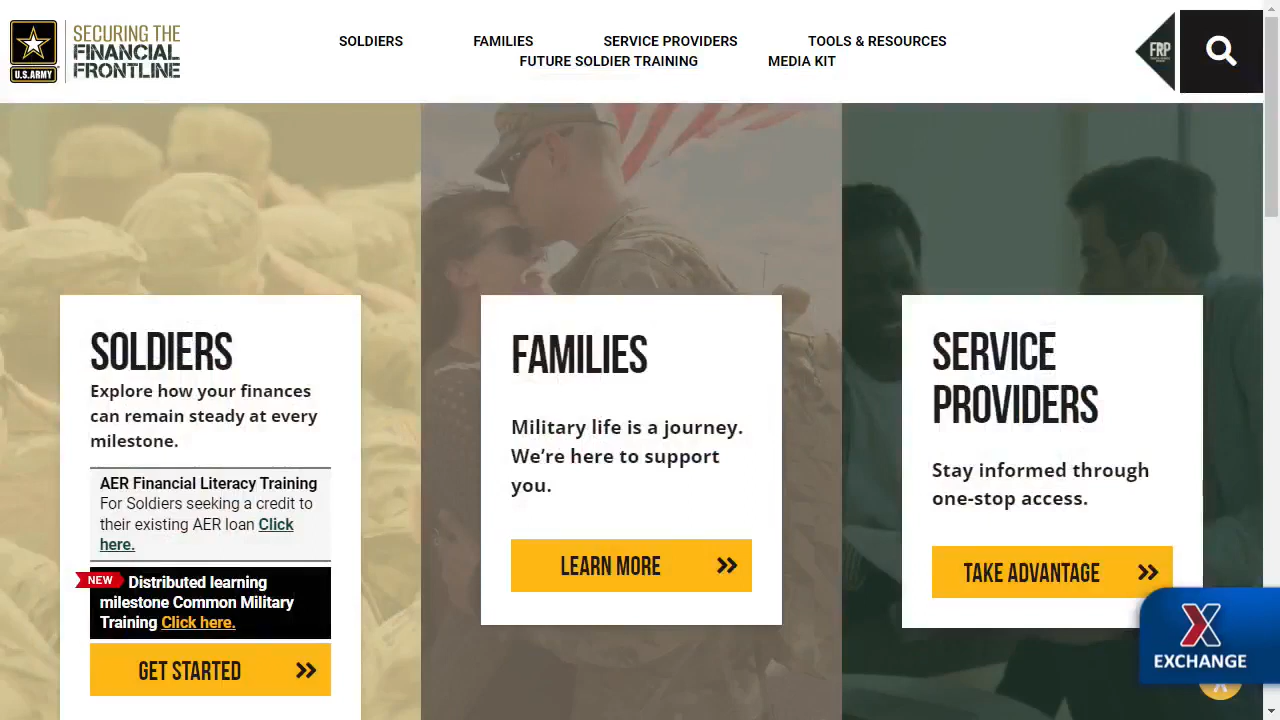 SECURING THE
FINANCIAL
FRONTLINE
U.S.ARMY
SOLDIERS
FAMILIES
SERVICE PROVIDERS
TOOLS & RESOURCES
FUTURE SOLDIER TRAINING
MEDIA KIT
FRP
SOLDIERS
Explore how your finances
can remain steady at every
milestone.
AER Financial Literacy Training
For Soldiers seeking a credit to
their existing AER loan Click
here.
NEW Distributed learning
milestone Common Military
Training Click here.
GET STARTED
FAMILIES
Military life is a journey.
We’re here to support
you.
LEARN MORE
SERVICE
PROVIDERS
Stay informed through
one-stop access.
TAKE ADVANTAGE
X
EXCHANGE